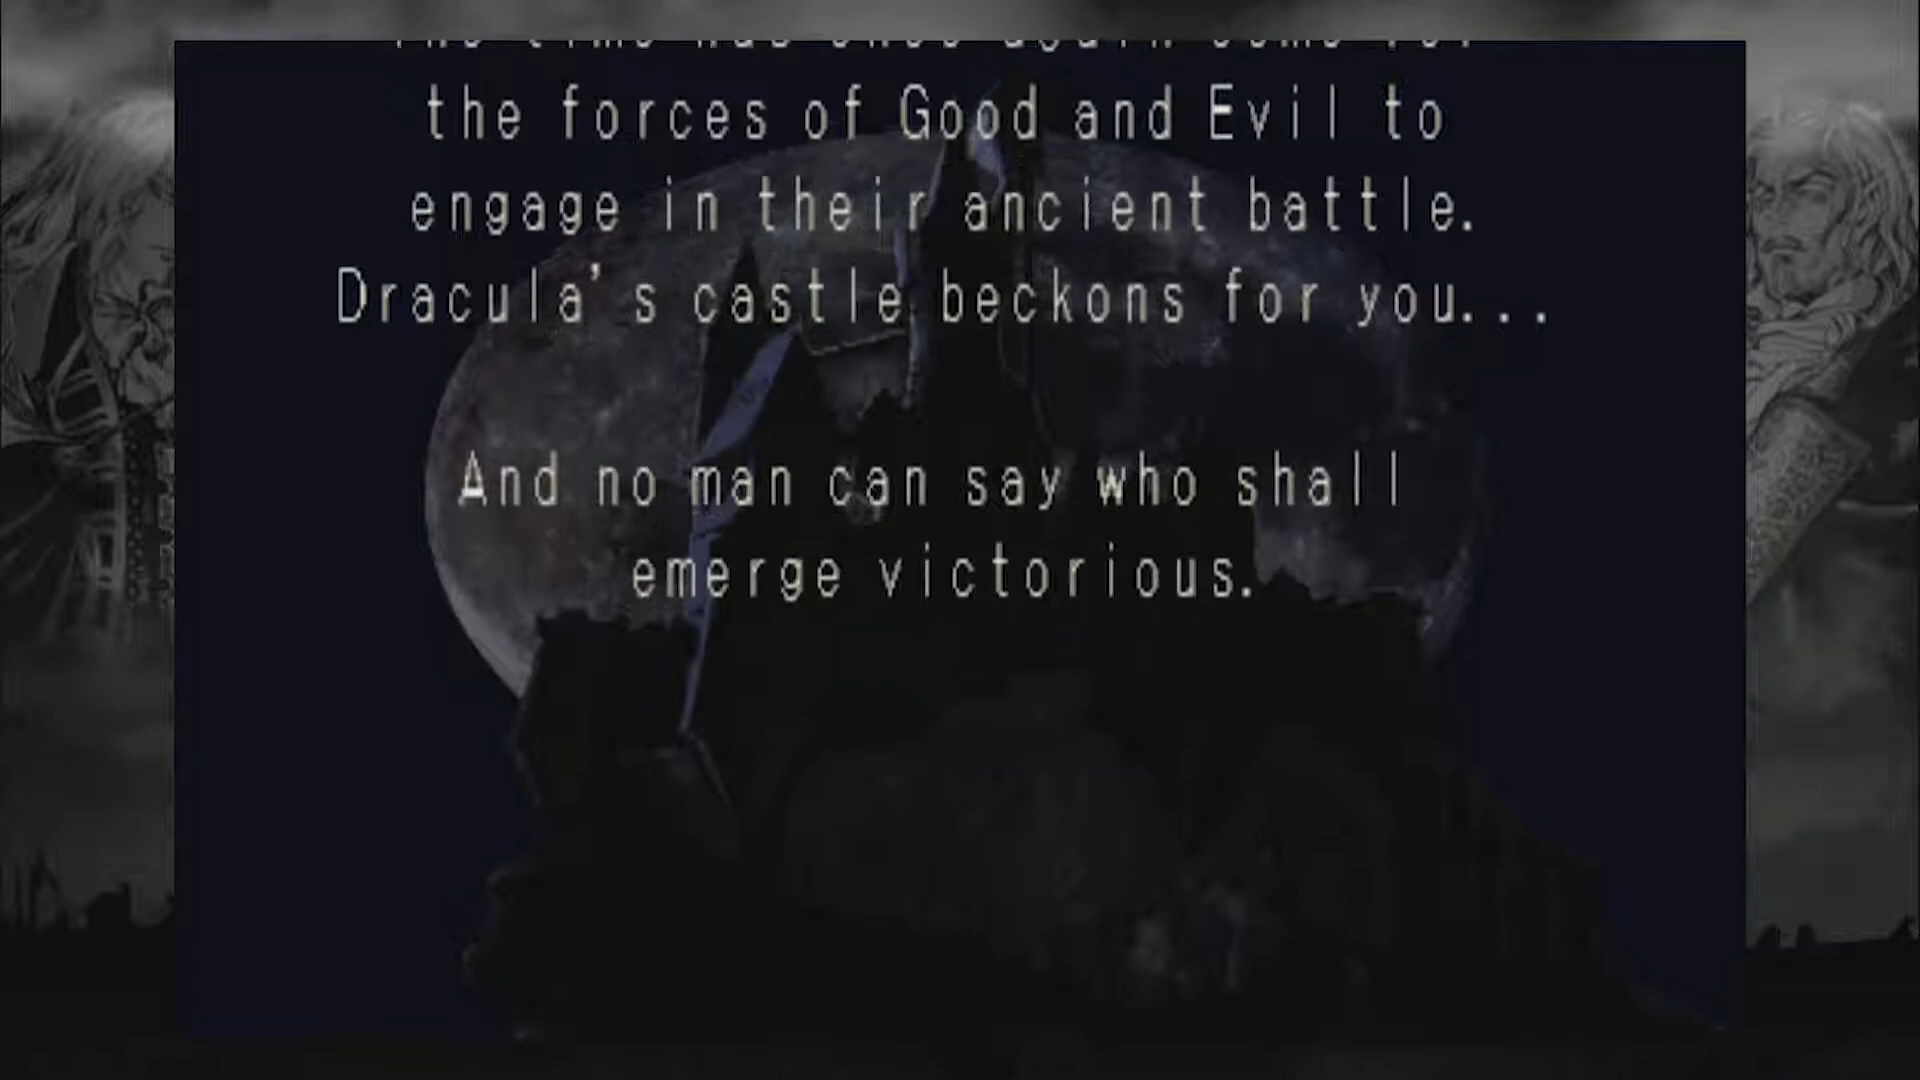 the forces of Good and Evil to
engage in their ancient battle.
Dracula's castle beckons for you...
And no man can say who shall
emerge victorious.